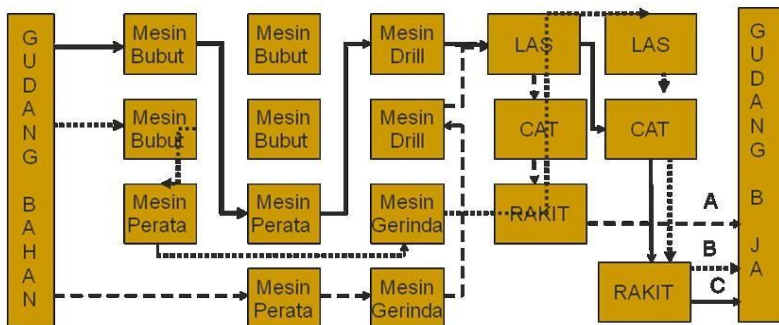 GUDANG BAHAN
Mesin
Bubut
Mesin
Bubut
Mesin
Drill
LAS
LAS
Mesin
Bubut
Mesin
Bubut
Mesin
Drill
CAT
CAT
Mesin
Perata
Mesin
Perata
Mesin
Gerinda
RAKIT
Mesin
Perata
Mesin
Gerinda
RAKIT
A
B
C
GUDANG B JA